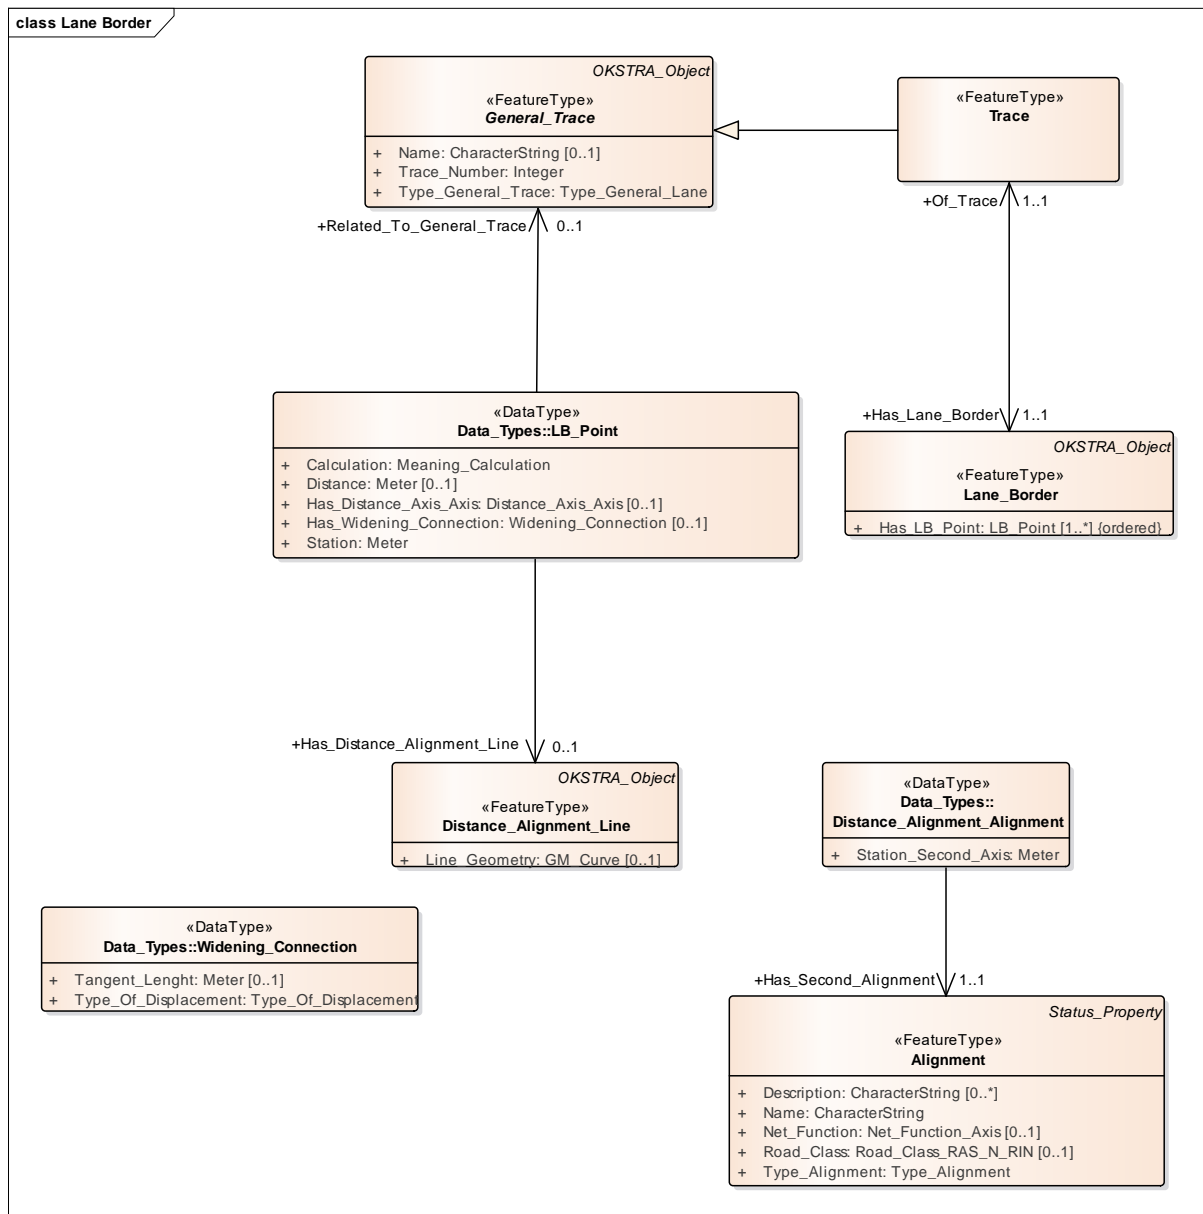 class Lane Border
OKSTRA_Object
«FeatureType»
General_Trace
+ Name: CharacterString [0..1]
+ Trace_Number: Integer
+ Type_General_Trace: Type_General_Lane
«FeatureType»
Trace
+Related_To_General_Trace 0..1
+Of_Trace 1..1
«DataType»
Data_Types::LB_Point
+ Calculation: Meaning_Calculation
+ Distance: Meter [0..1]
+ Has_Distance_Axis_Axis: Distance_Axis_Axis [0..1]
+ Has_Widening_Connection: Widening_Connection [0..1]
+ Station: Meter
+Has_Lane_Border 1..1
OKSTRA_Object
«FeatureType»
Lane_Border
+ Has_LB_Point: LB_Point [1..*] {ordered}
+Has_Distance_Alignment_Line 0..1
OKSTRA_Object
«FeatureType»
Distance_Alignment_Line
+ Line_Geometry: GM_Curve [0..1]
«DataType»
Data_Types::
Distance_Alignment_Alignment
+ Station_Second_Axis: Meter
«DataType»
Data_Types::Widening_Connection
+ Tangent_Lenght: Meter [0..1]
+ Type_Of_Displacement: Type_Of_Displacement
+Has_Second_Alignment 1..1
Status_Property
«FeatureType»
Alignment
+ Description: CharacterString [0..*]
+ Name: CharacterString
+ Net_Function: Net_Function_Axis [0..1]
+ Road_Class: Road_Class_RAS_N_RIN [0..1]
+ Type_Alignment: Type_Alignment